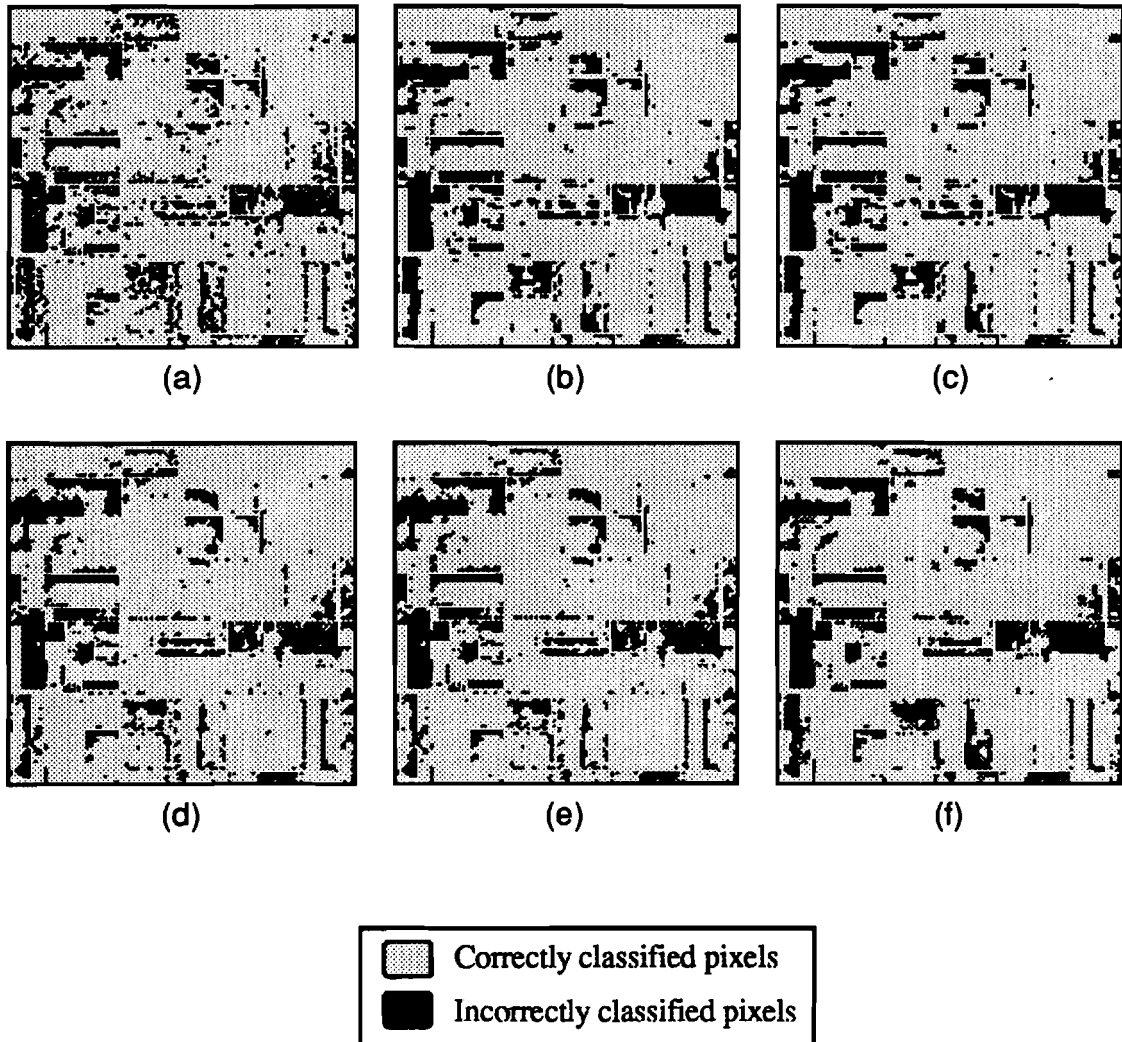 (a)
(b)
(c)
(d)
(e)
(f)
Correctly classified pixels
Incorrectly classified pixels